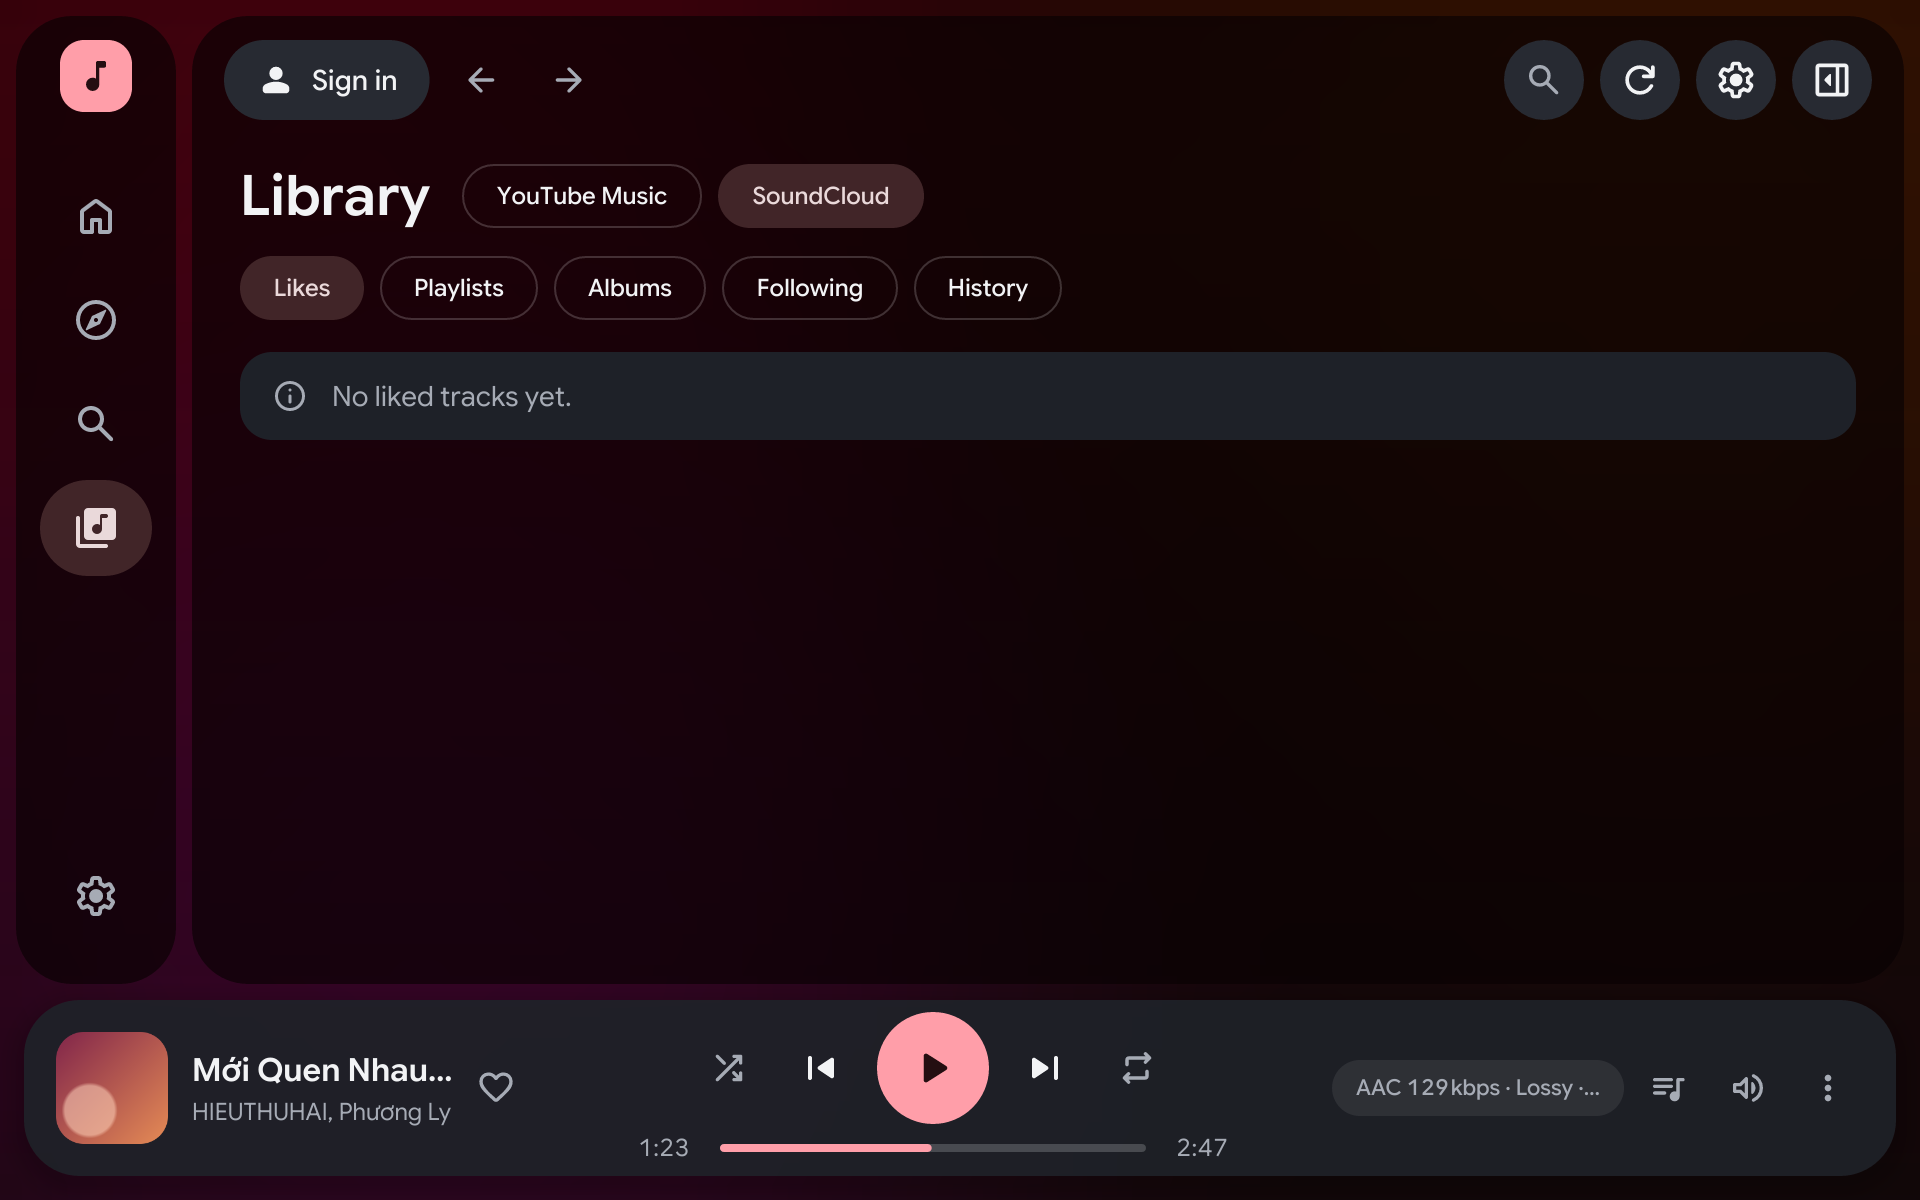 Sign in
Library
YouTube Music
SoundCloud
Likes
Playlists
Albums
Following
History
No liked tracks yet.
Mới Quen Nhau...
HIEUTHUHAI, Phương Ly
1:23
2:47
AAC 129kbps · Lossy ·...